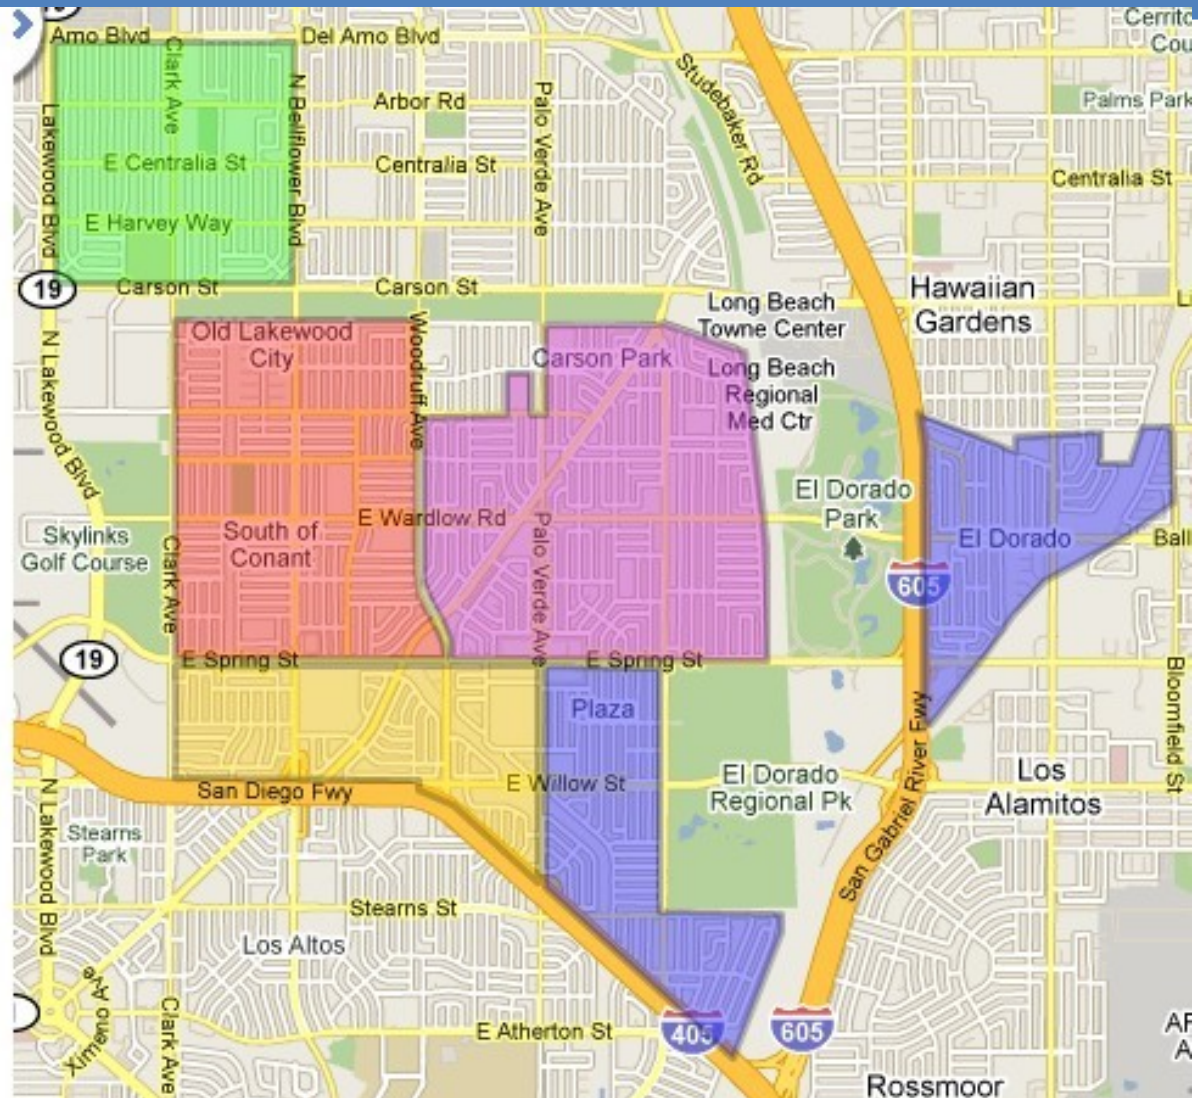 Amo Blvd
Del Amo Blvd
Clark Ave
N Bellflower Blvd
Lakewood Blvd
Arbor Rd
Palo Verde Ave
Studebaker Rd
Palms Park
E Centralia St
Centralia St
Centralia St
E Harvey Way
19
Carson St
Carson St
Hawaiian
Gardens
Long Beach
Towne Center
Old Lakewood
City
Woodruff Ave
Carson Park
Long Beach
Regional
Med Ctr
N Lakewood Blvd
El Dorado
Park
South of
Conant
E Wardlow Rd
Palo Verde Ave
El Dorado
Ball
Skylinks
Golf Course
Clark Ave
605
19
E Spring St
E Spring St
Bloomfield St
Plaza
San Gabriel River Fwy
San Diego Fwy
E Willow St
El Dorado
Regional Pk
Los
Alamitos
N Lakewood Blvd
Stearns
Park
Stearns St
Los Altos
Ximeno Ave
Clark Ave
E Atherton St
405
605
Rossmoor